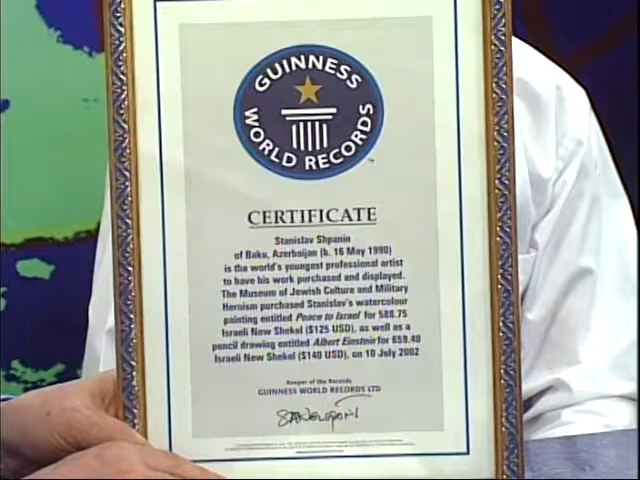 GUINNESS
WORLD RECORDS
CERTIFICATE
Stanislav Shpanin
of Baku, Azerbaijan (b. 16 May 1990)
is the world's youngest professional artist
to have his work purchased and displayed.
The Museum of Jewish Culture and Military
Heroism purchased Stanislav's watercolour
painting entitled Peace to Israel for 588.75
Israeli New Shekel ($125 USD), as well as a
pencil drawing entitled Albert Einstein for 659.40
Israeli New Shekel ($140 USD), on 10 July 2002
Keeper of the Records
GUINNESS WORLD RECORDS LTD